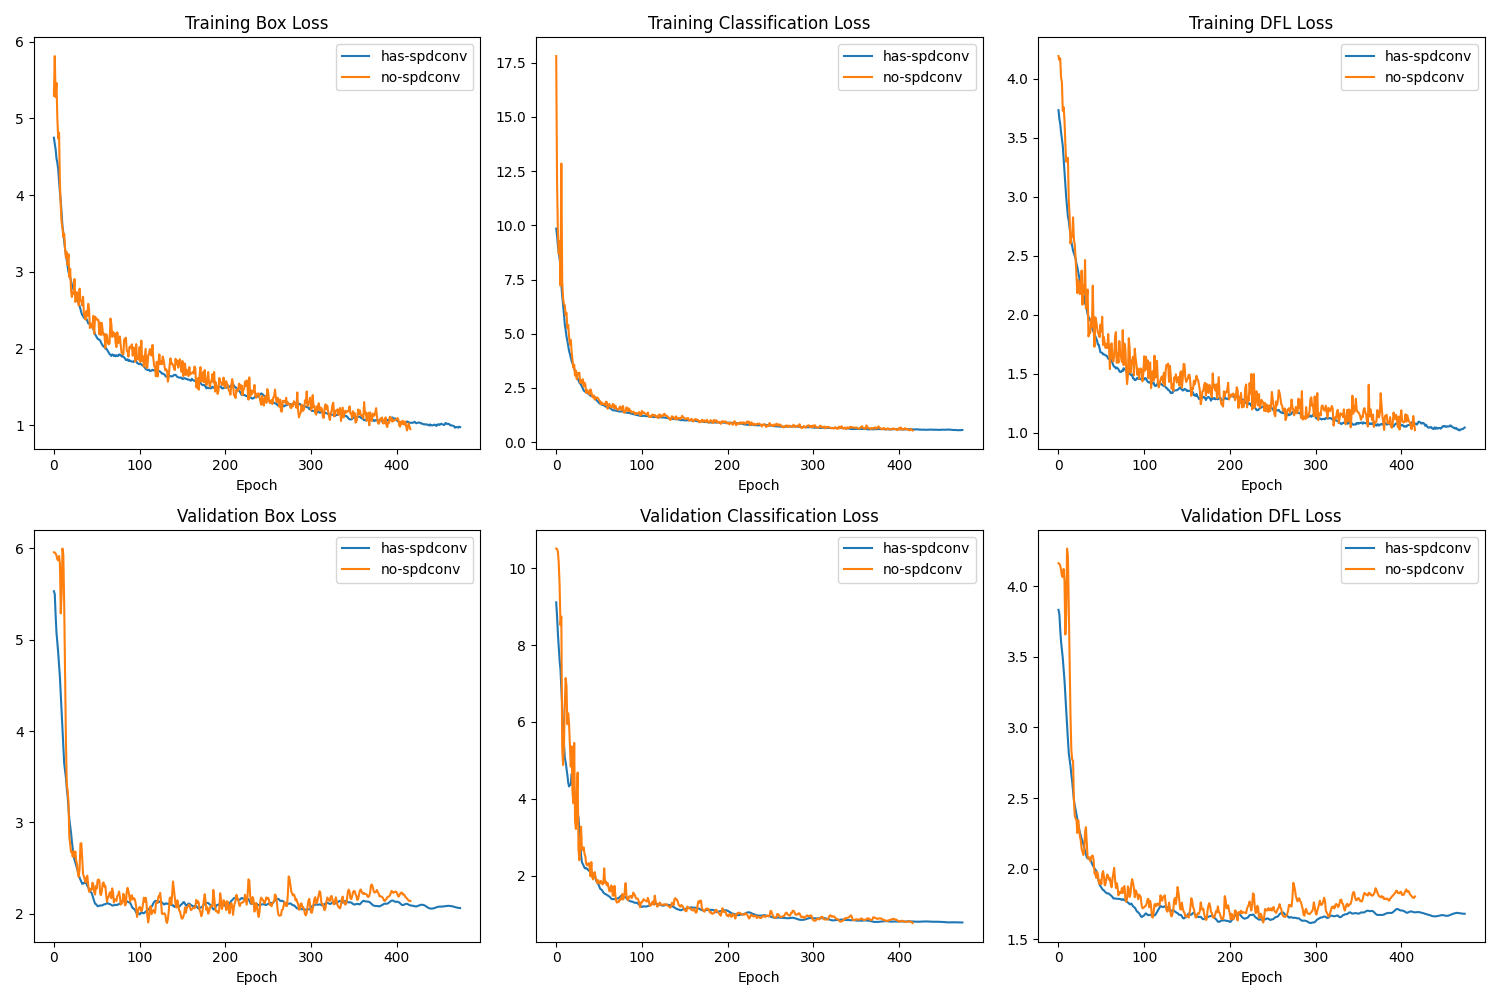 Training Box Loss
6
5
4
3
2
1
0
100
200
300
400
Epoch
has-spdconv
no-spdconv
Training Classification Loss
17.5
15.0
12.5
10.0
7.5
5.0
2.5
0.0
0
100
200
300
400
Epoch
has-spdconv
no-spdconv
Training DFL Loss
4.0
3.5
3.0
2.5
2.0
1.5
1.0
0
100
200
300
400
Epoch
has-spdconv
no-spdconv
Validation Box Loss
6
5
4
3
2
0
100
200
300
400
Epoch
has-spdconv
no-spdconv
Validation Classification Loss
10
8
6
4
2
0
100
200
300
400
Epoch
has-spdconv
no-spdconv
Validation DFL Loss
4.0
3.5
3.0
2.5
2.0
1.5
0
100
200
300
400
Epoch
has-spdconv
no-spdconv